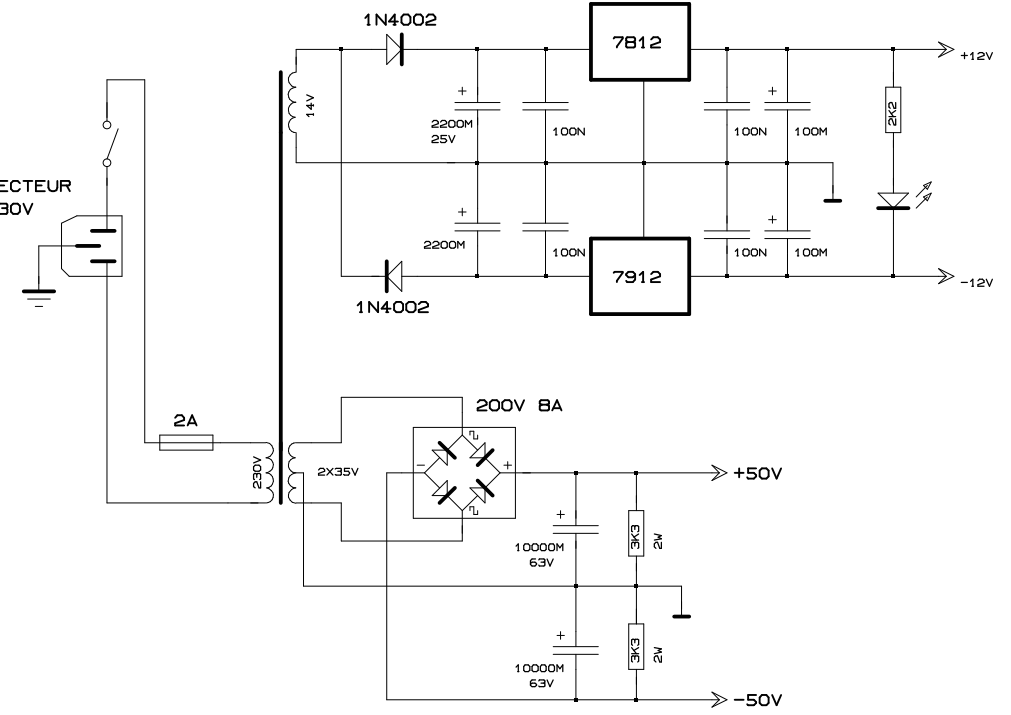 1N4002
7812
+12V
14V
+
+
2K2
2200M
25V
100N
100N
100M
ECTEUR
30V
+
+
2200M
100N
100N
100M
7912
-12V
1N4002
200V 8A
2A
230V
2X35V
-
+
+50V
+
3K3
2W
10000M
63V
+
3K3
2W
10000M
63V
-50V